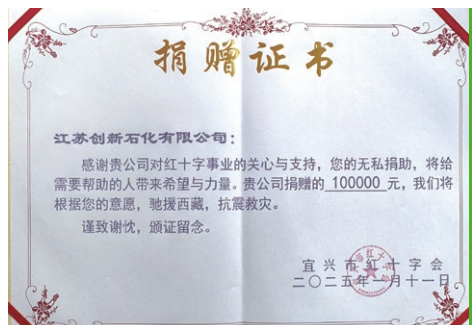 捐赠证书
江苏创新石化有限公司：
感谢贵公司对红十字事业的关心与支持，您的无私捐助，将给
需要帮助的人带来希望与力量。贵公司捐赠的 100000 元，我们将
根据您的意愿，驰援西藏，抗震救灾。
谨致谢忱，颁证留念。
宜兴市红十字会
二〇二五年一月十一日